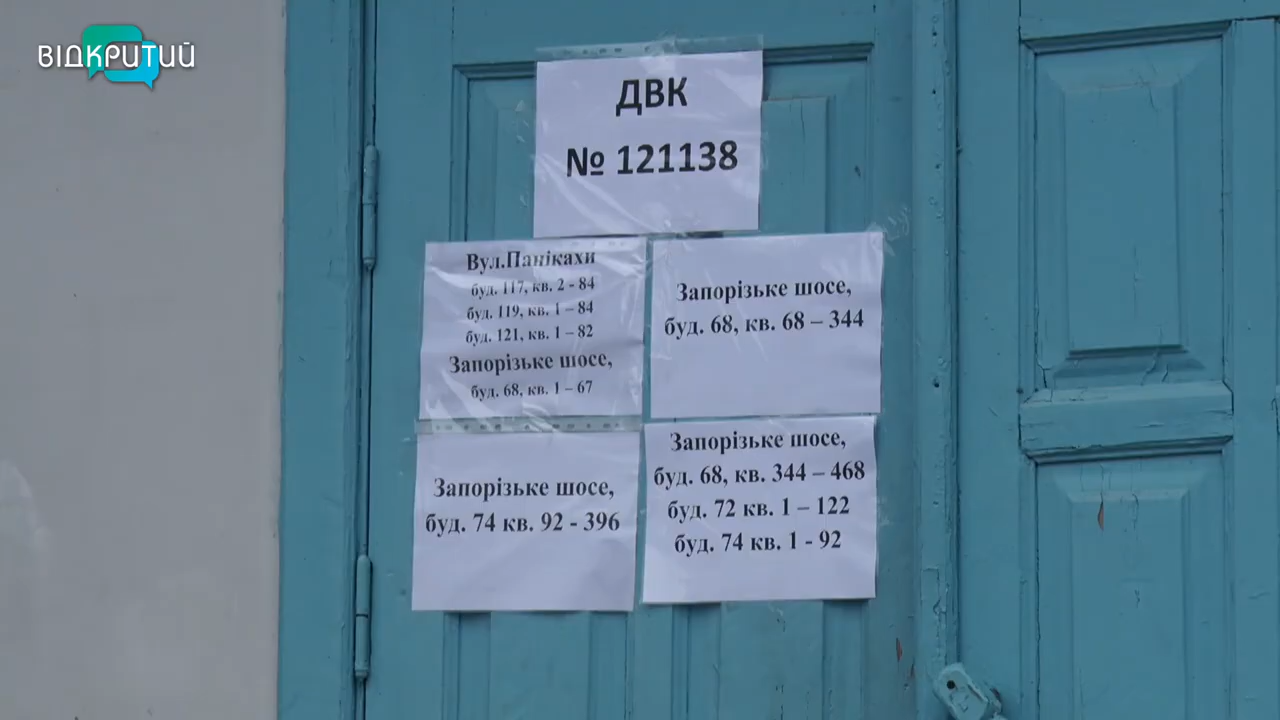 ВІДКРИТИЙ
ДВК
№ 121138
Вул.Панікахи
буд. 117, кв. 2 - 84
буд. 119, кв. 1 – 84
буд. 121, кв. 1 – 82
Запорізьке шосе,
буд. 68, кв. 1 – 67
Запорізьке шосе,
буд. 68, кв. 68 – 344
Запорізьке шосе,
буд. 74 кв. 92 - 396
Запорізьке шосе,
буд. 68, кв. 344 – 468
буд. 72 кв. 1 – 122
буд. 74 кв. 1 - 92